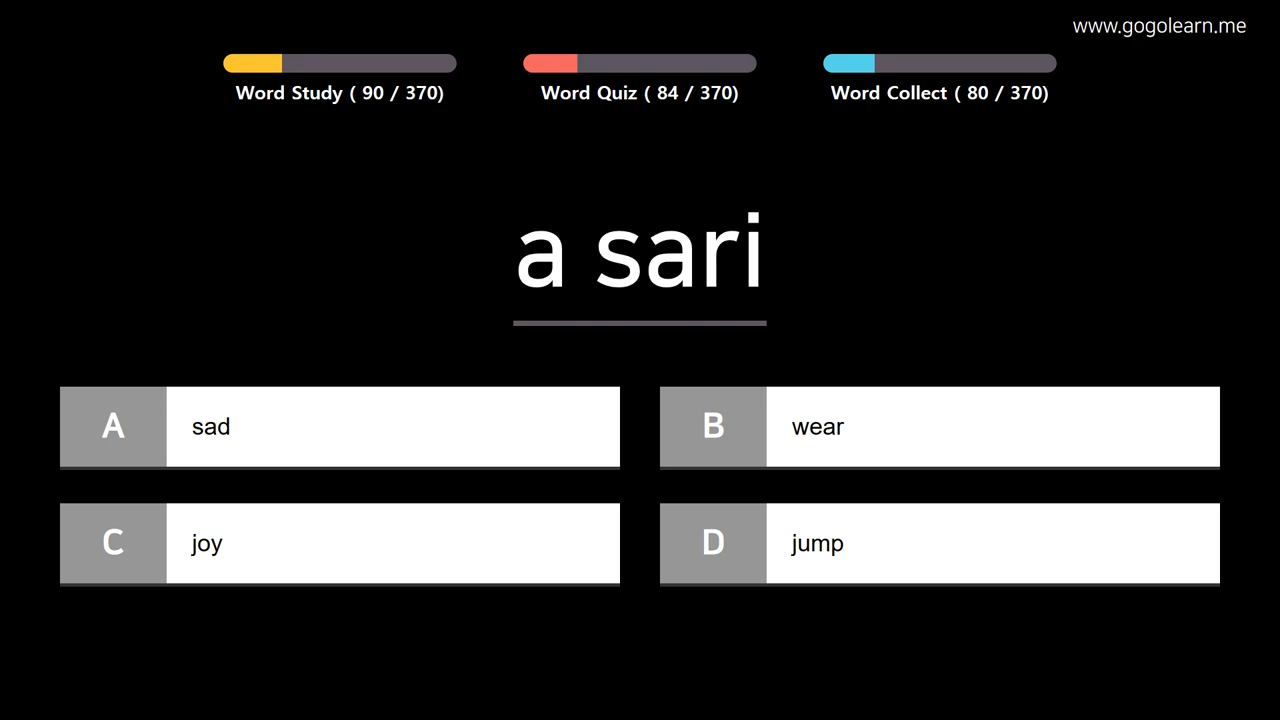 www.gogolearn.me
Word Study ( 90 / 370)
Word Quiz ( 84 / 370)
Word Collect ( 80 / 370)
a sari
A sad
B wear
C joy
D jump